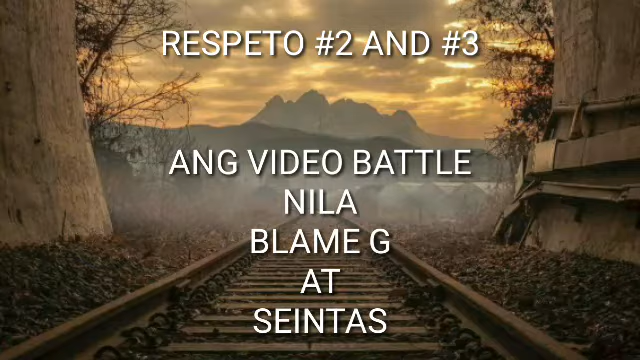 RESPETO #2 AND #3
ANG VIDEO BATTLE
NILA
BLAME G
AT
SEINTAS